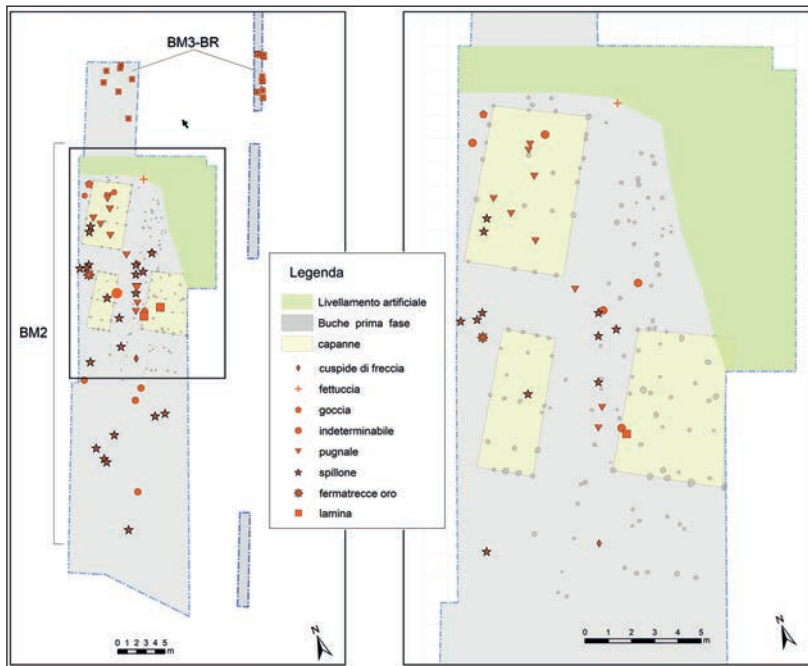 BM3-BR
BM2
Legenda
Livellamento artificiale
Buche prima fase
capanne
cuspide di freccia
fettuccia
goccia
indeterminabile
pugnale
spillone
fermatrecce oro
lamina
0 1 2 3 4 5
m
N
0 1 2 3 4 5
m
N